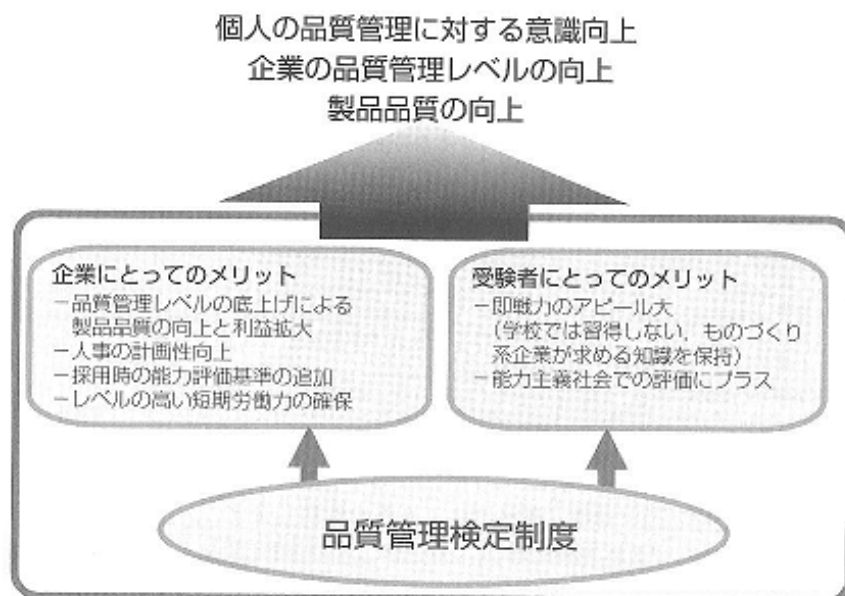 個人の品質管理に対する意識向上
企業の品質管理レベルの向上
製品品質の向上
企業にとってのメリット
－品質管理レベルの底上げによる
製品品質の向上と利益拡大
－人事の計画性向上
－採用時の能力評価基準の追加
－レベルの高い短期労働力の確保
受験者にとってのメリット
－即戦力のアピール大
（学校では習得しない，ものづくり
系企業が求める知識を保持）
－能力主義社会での評価にプラス
品質管理検定制度